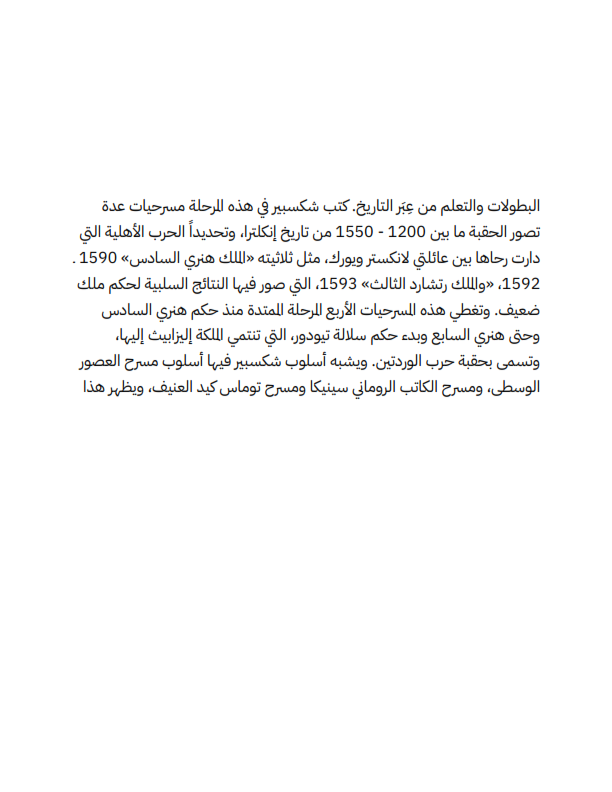 البطولات والتعلم من عِبَر التاريخ. كتب شكسبير في هذه المرحلة مسرحيات عدة
تصور الحقبة ما بين 1200 - 1550 من تاريخ إنكلترا، وتحديداً الحرب الأهلية التي
دارت رحاها بين عائلتي لانكستر ويورك، مثل ثلاثيته «الملك هنري السادس» 1590 .
1592، «والملك رتشارد الثالث» 1593، التي صور فيها النتائج السلبية لحكم ملك
ضعيف. وتغطي هذه المسرحيات الأربع المرحلة الممتدة منذ حكم هنري السادس
وحتى هنري السابع وبدء حكم سلالة تيودور، التي تنتمي الملكة إليزابيث إليها،
وتسمى بحقبة حرب الوردتين. ويشبه أسلوب شكسبير فيها أسلوب مسرح العصور
الوسطى، ومسرح الكاتب الروماني سينيكا ومسرح توماس كيد العنيف، ويظهر هذا